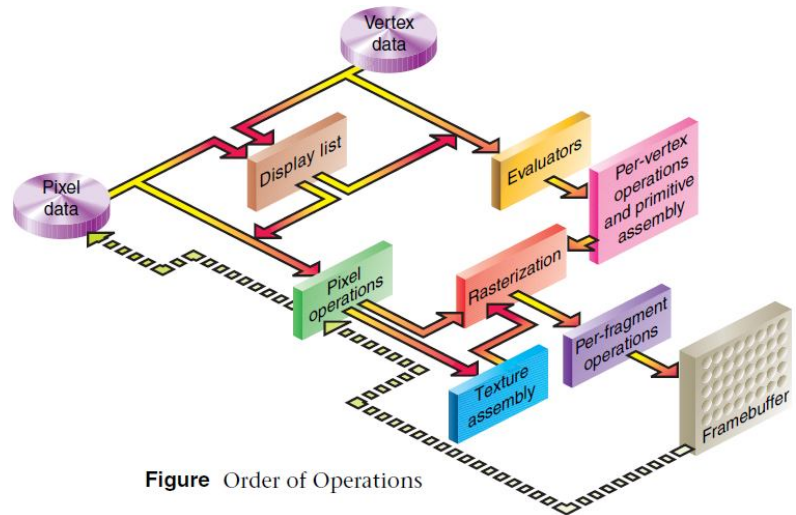 Vertex
data
Display list
Evaluators
Per-vertex
operations
and primitive
assembly
Pixel
data
Pixel
operations
Rasterization
Per-fragment
operations
Texture
assembly
Framebuffer
Figure Order of Operations